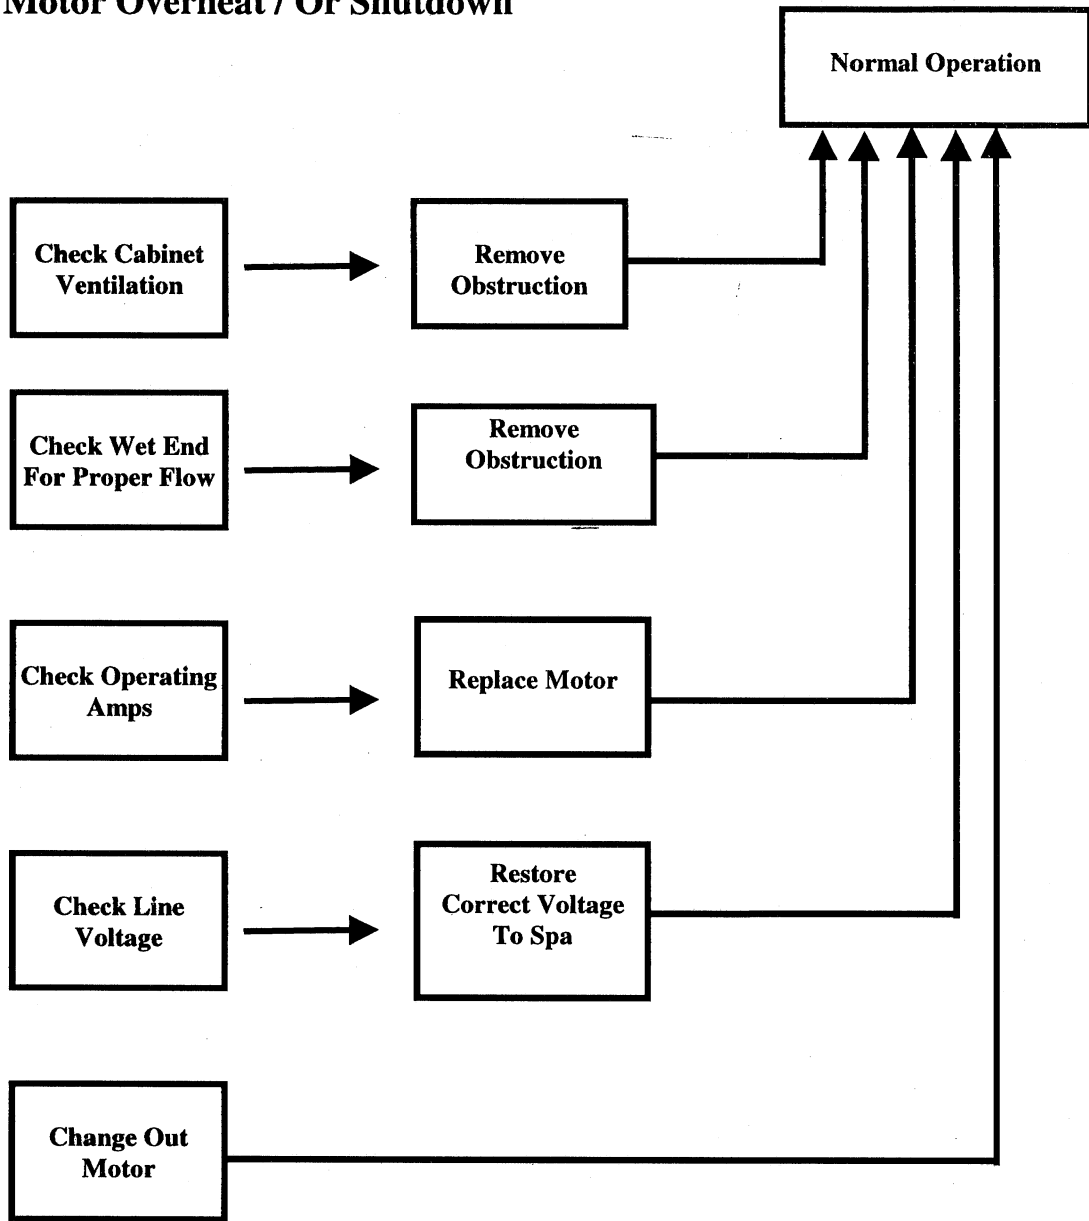 Motor Overheat / Or Shutdown
Normal Operation
Check Cabinet
Ventilation
Remove
Obstruction
Check Wet End
For Proper Flow
Remove
Obstruction
Check Operating
Amps
Replace Motor
Check Line
Voltage
Restore
Correct Voltage
To Spa
Change Out
Motor